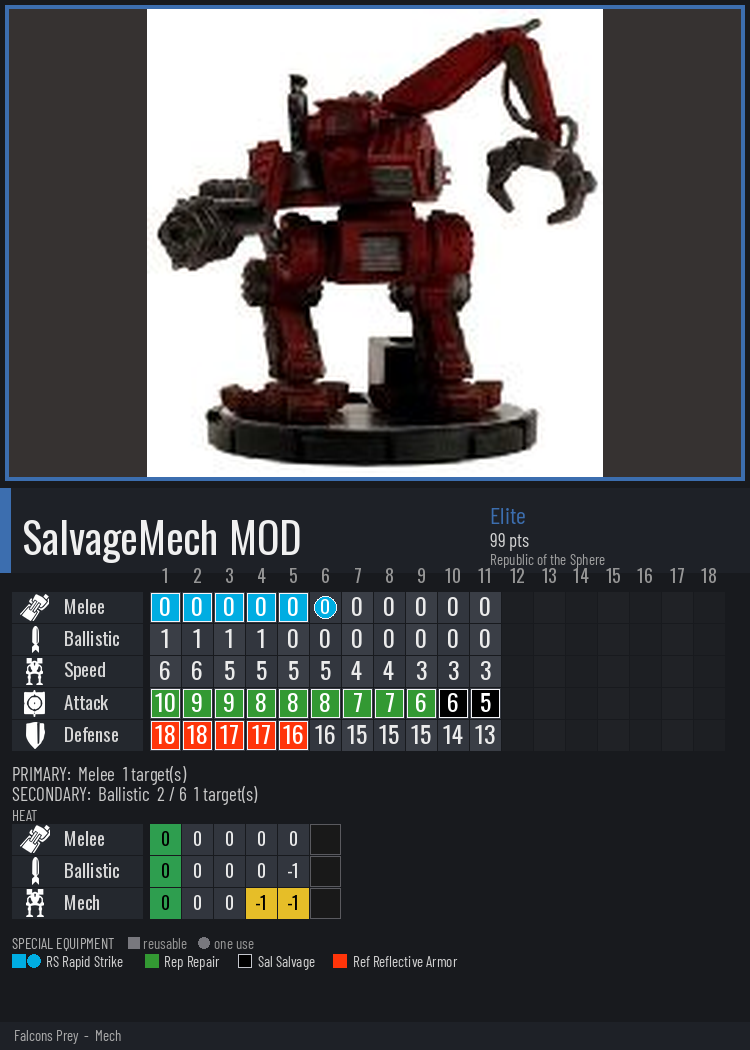 SalvageMech MOD
Elite
99 pts
Republic of the Sphere
1 2 3 4 5 6 7 8 9 10 11 12 13 14 15 16 17 18
Melee 0 0 0 0 0 0 0 0 0 0 0
Ballistic 1 1 1 1 0 0 0 0 0 0 0
Speed 6 6 5 5 5 5 4 4 3 3 3
Attack 10 9 9 8 8 8 7 7 6 6 5
Defense 18 18 17 17 16 16 15 15 15 14 13
PRIMARY: Melee 1 target(s)
SECONDARY: Ballistic 2 / 6 1 target(s)
HEAT
Melee 0 0 0 0 0
Ballistic 0 0 0 0 -1
Mech 0 0 0 -1 -1
SPECIAL EQUIPMENT reusable one use
RS Rapid Strike Rep Repair Sal Salvage Ref Reflective Armor
Falcons Prey - Mech